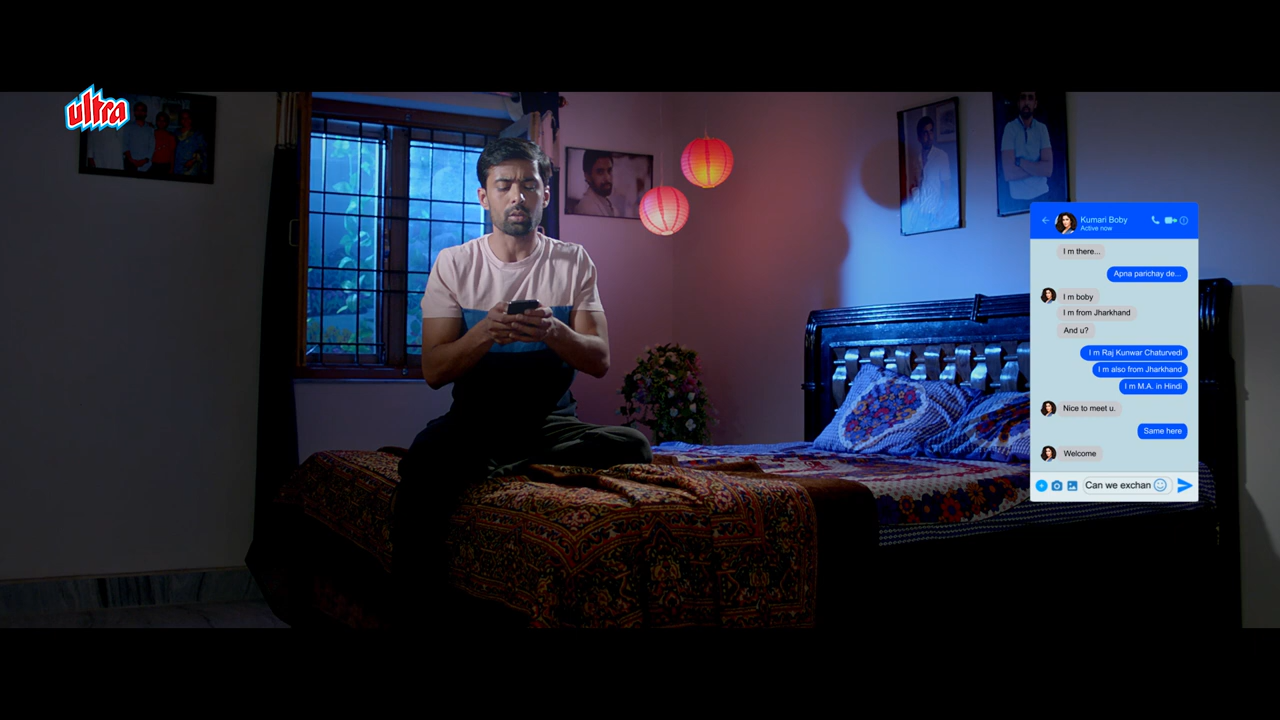 ultra
Kumari Boby
Active now
I m there...
Apna parichay de...
I m boby
I m from Jharkhand
And u?
I m Raj Kunwar Chaturvedi
I m also from Jharkhand
I m M.A. in Hindi
Nice to meet u.
Same here
Welcome
Can we exchan